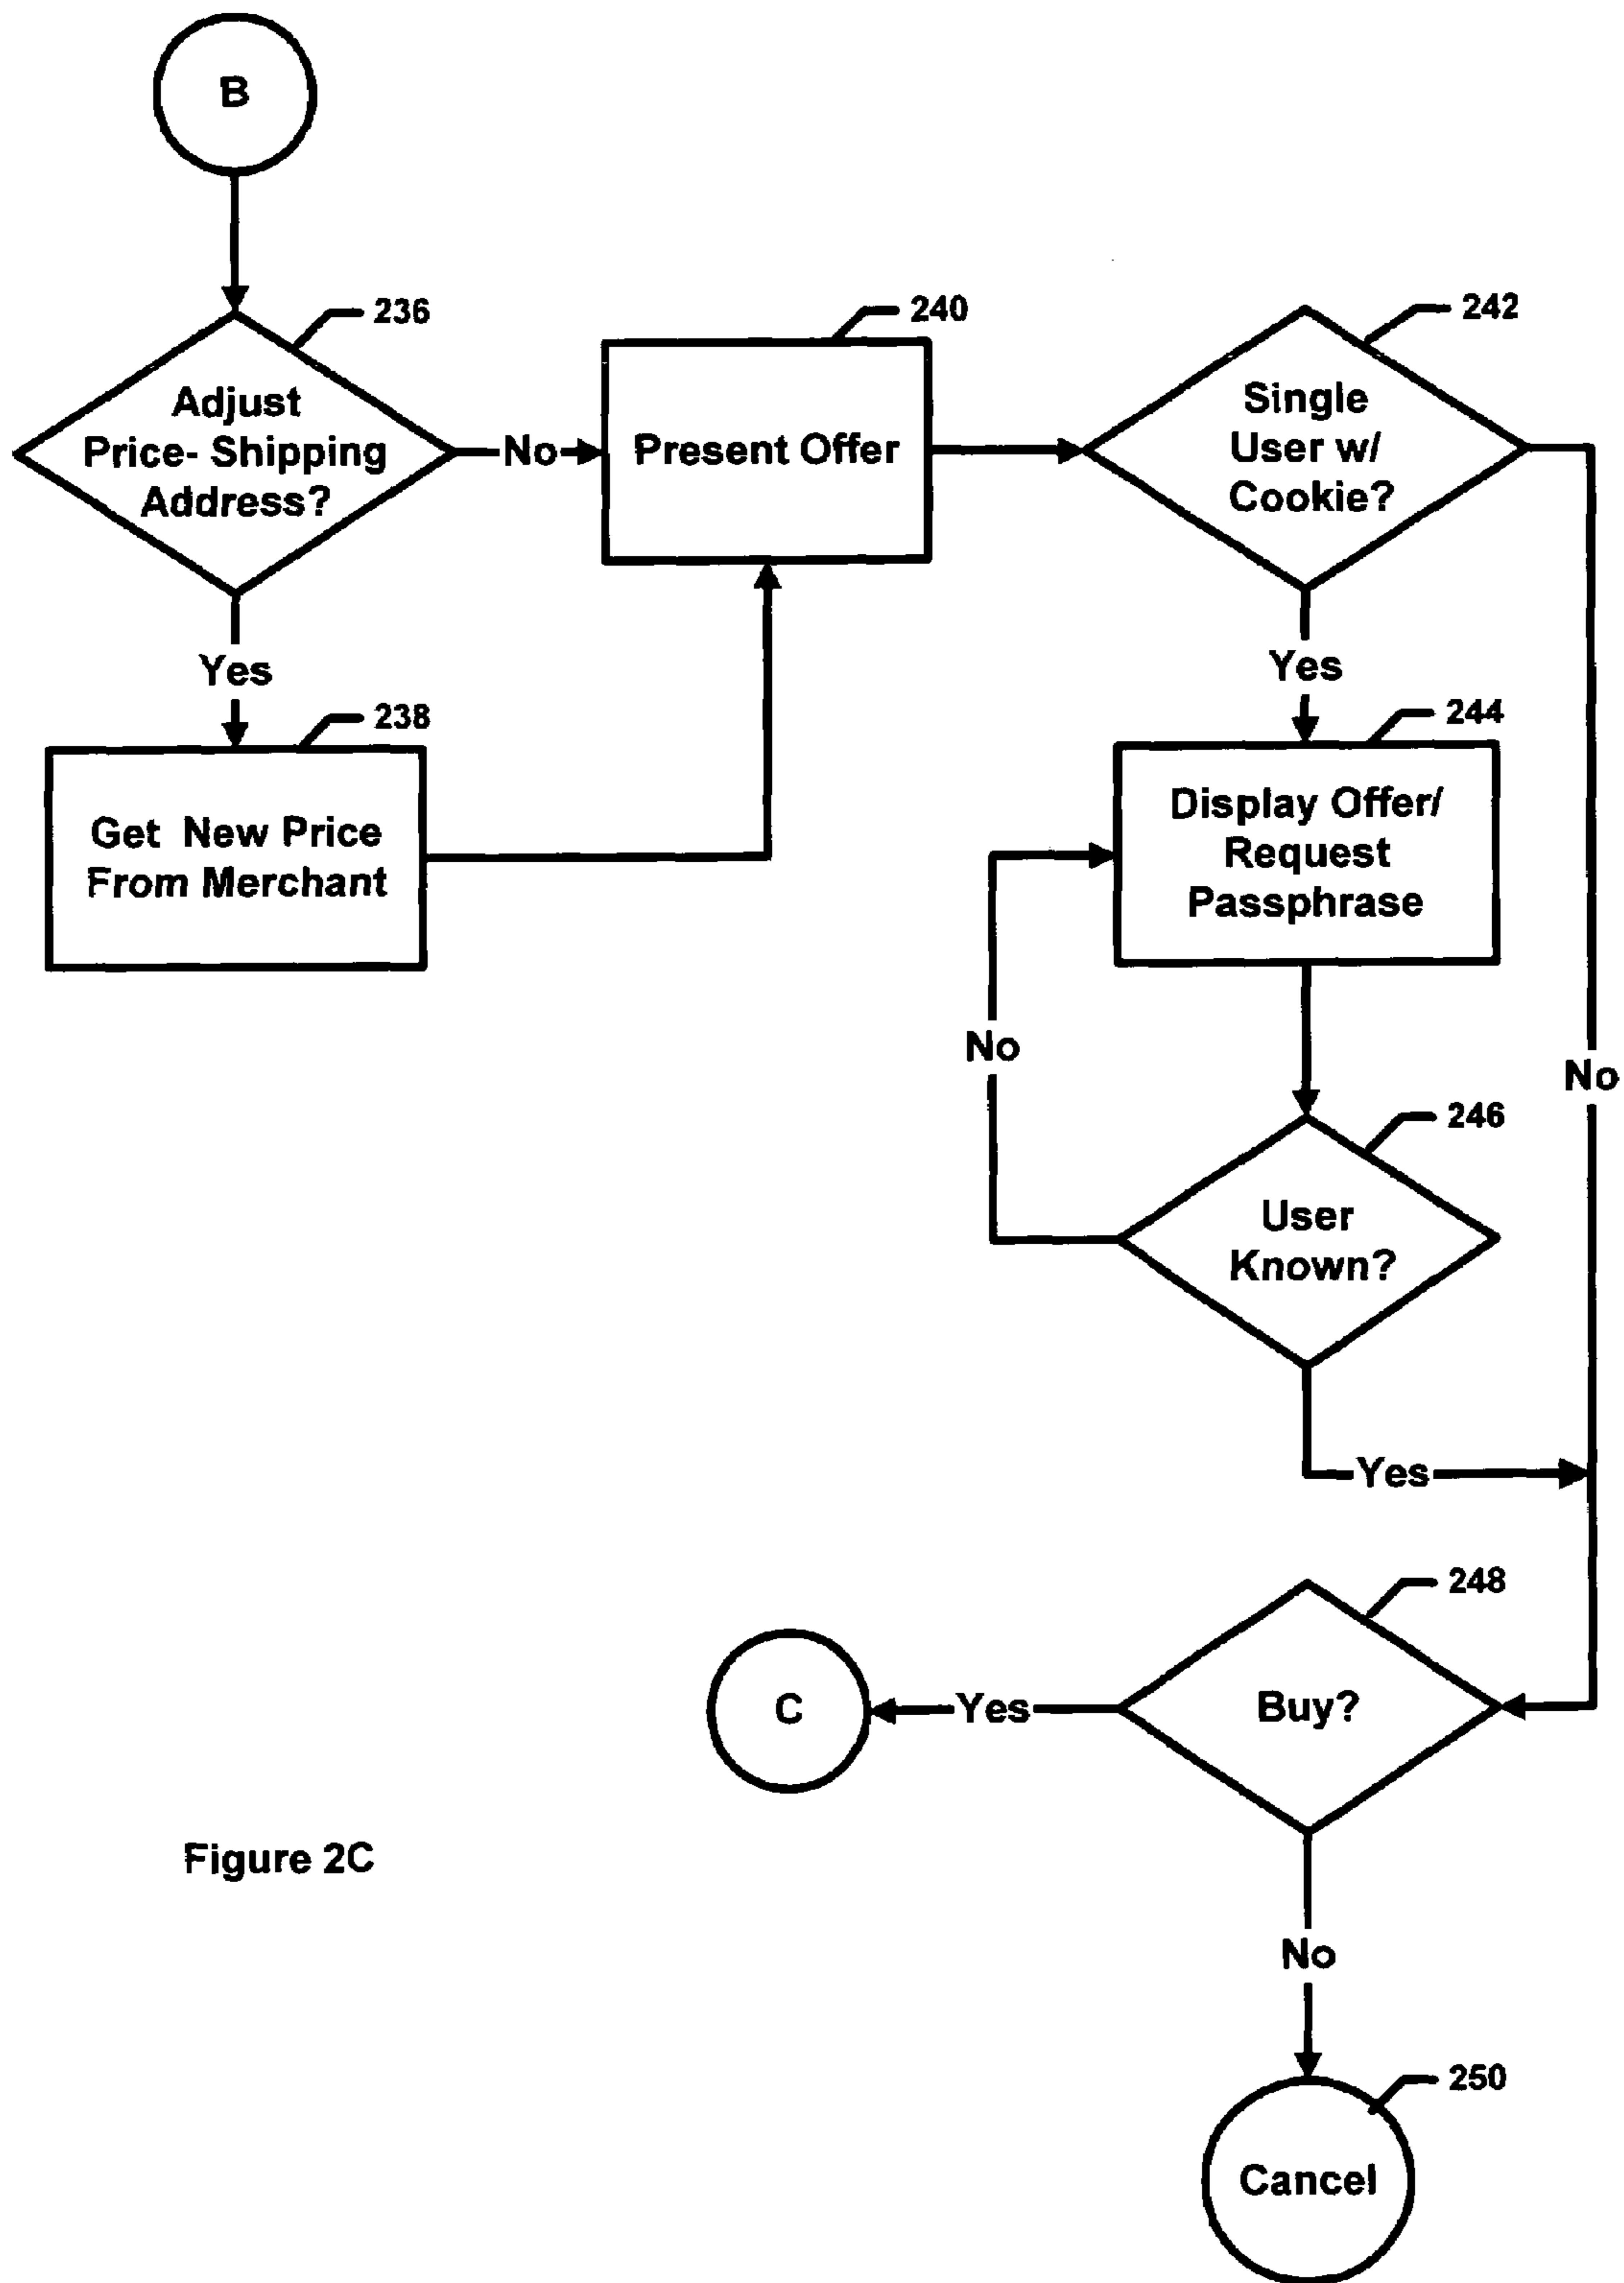 B
236
Adjust
Price- Shipping
Address?
No
240
Present Offer
242
Single
User w/
Cookie?
Yes
238
Get New Price
From Merchant
Yes
244
Display Offer/
Request
Passphrase
No
No
246
User
Known?
Yes
248
Buy?
Yes
C
Figure 2C
No
250
Cancel